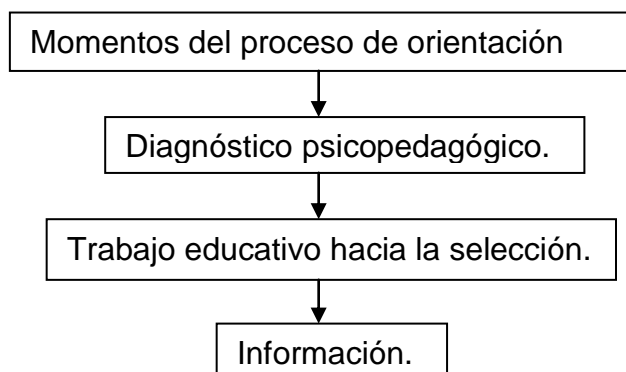 Momentos del proceso de orientación
Diagnóstico psicopedagógico.
Trabajo educativo hacia la selección.
Información.